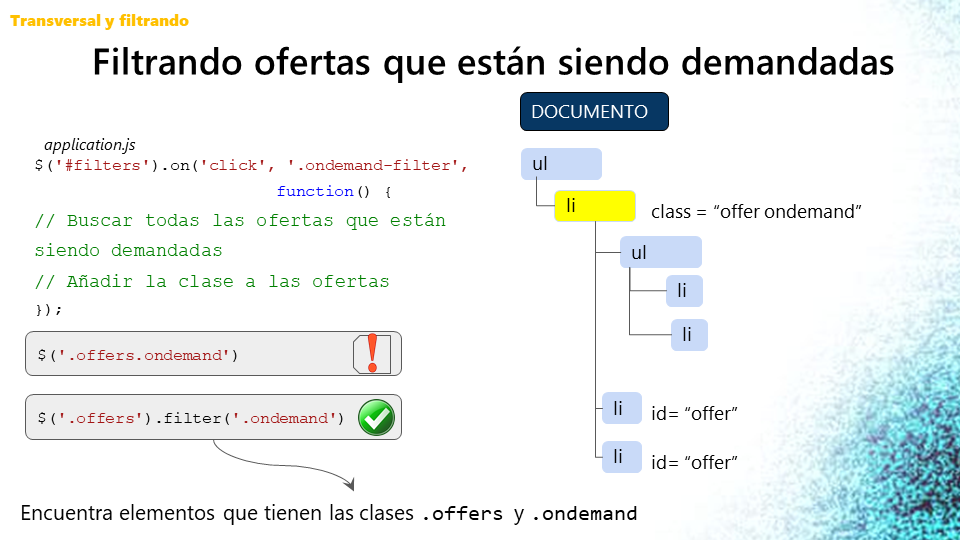 Transversal y filtrando
Filtrando ofertas que están siendo demandadas
application.js
$('#filters').on('click', '.ondemand-filter',
function() {
// Buscar todas las ofertas que están
siendo demandadas
// Añadir la clase a las ofertas
});
$('.offers.ondemand')
$('.offers').filter('.ondemand')
Encuentra elementos que tienen las clases .offers y .ondemand
DOCUMENTO
ul
li
class = “offer ondemand”
ul
li
li
li
id= “offer”
li
id= “offer”